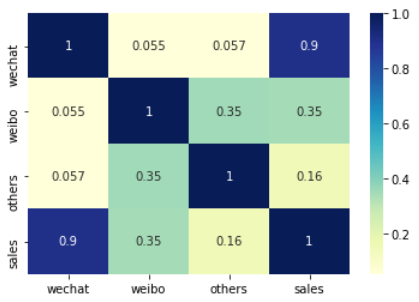 1.0
wechat 1 0.055 0.057 0.9
0.8
weibo 0.055 1 0.35 0.35
0.6
others 0.057 0.35 1 0.16
0.4
sales 0.9 0.35 0.16 1
0.2
wechat weibo others sales